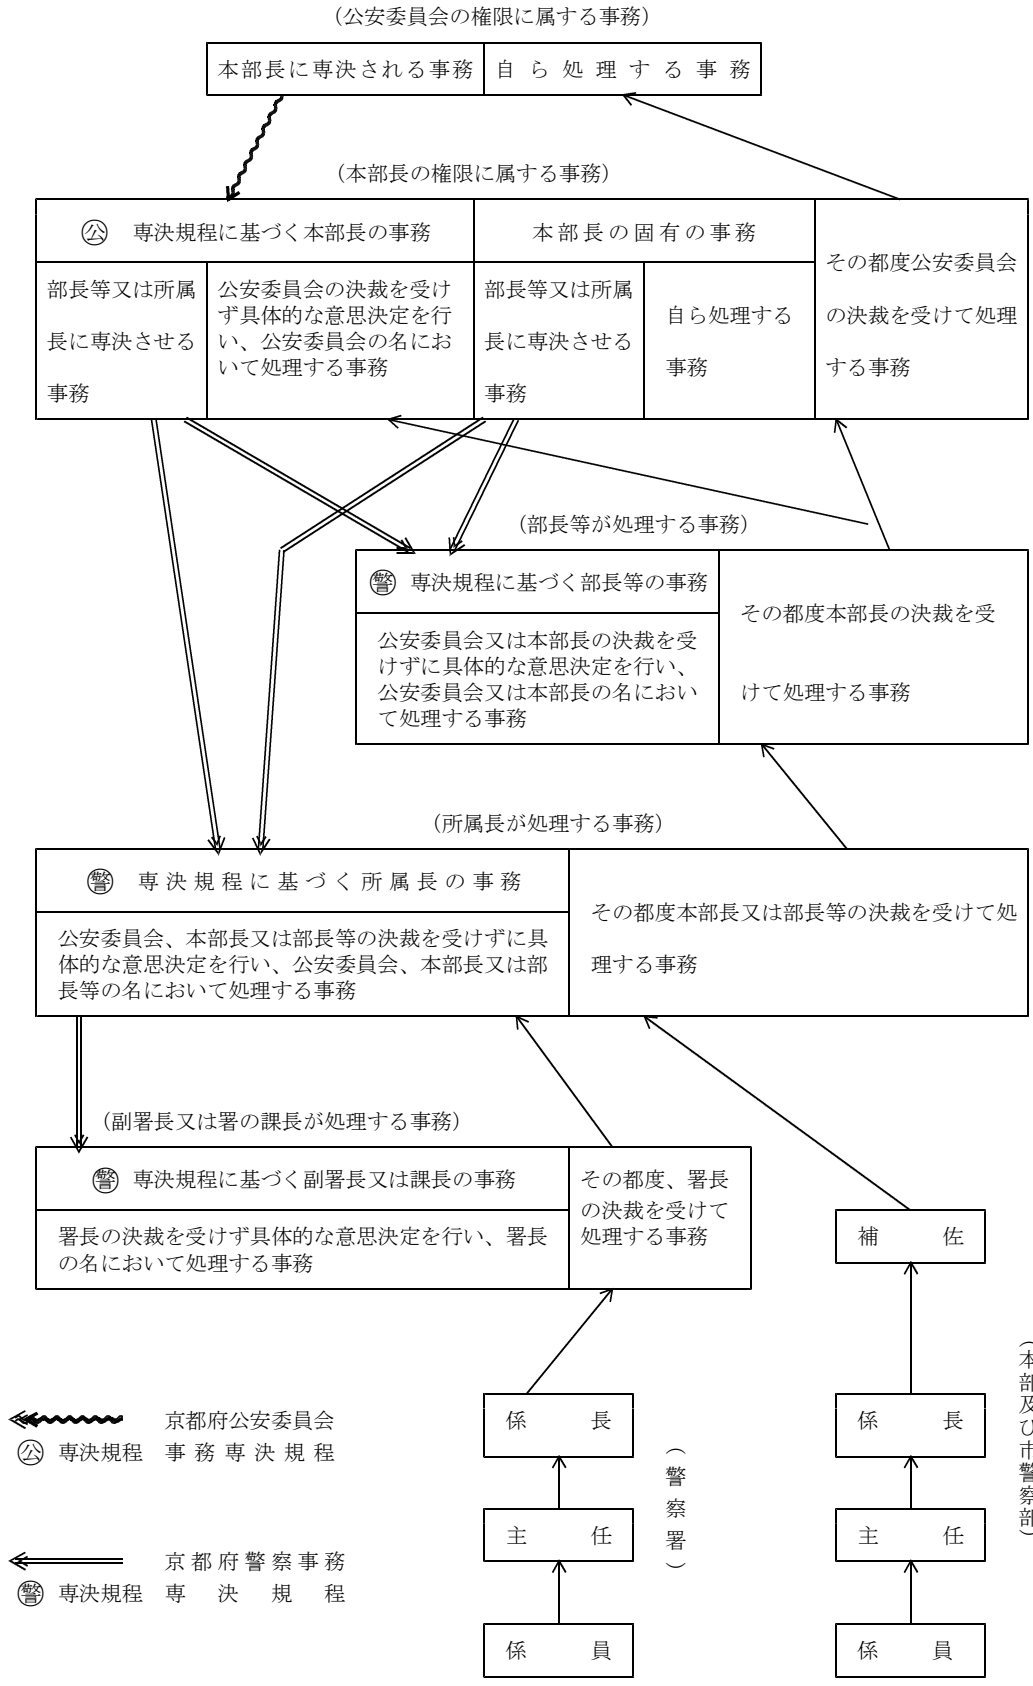 （公安委員会の権限に属する事務）
本部長に専決される事務
自ら処理する事務
（本部長の権限に属する事務）
㊂ 専決規程に基づく本部長の事務
本部長の固有の事務
その都度公安委員会
の決裁を受けて処理
する事務
部長等又は所属
長に専決させる
事務
公安委員会の決裁を受け
ず具体的な意思決定を行
い、公安委員会の名にお
いて処理する事務
部長等又は所属
長に専決させる
事務
自ら処理する
事務
（部長等が処理する事務）
警 専決規程に基づく部長等の事務
公安委員会又は本部長の決裁を受
けずに具体的な意思決定を行い、
公安委員会又は本部長の名におい
て処理する事務
その都度本部長の決裁を受
けて処理する事務
（所属長が処理する事務）
警 専決規程に基づく所属長の事務
公安委員会、本部長又は部長等の決裁を受けずに具
体的な意思決定を行い、公安委員会、本部長又は部
長等の名において処理する事務
その都度本部長又は部長等の決裁を受けて処
理する事務
（副署長又は署の課長が処理する事務）
警 専決規程に基づく副署長又は課長の事務
署長の決裁を受けず具体的な意思決定を行い、署長
の名において処理する事務
その都度、署長
の決裁を受けて
処理する事務
補佐
係長
主任
係員
（警察署）
係長
主任
係員
（本部及び市警察部）
京都府公安委員会
公 専決規程 事務専決規程
京都府警察事務
警 専決規程 専決規程